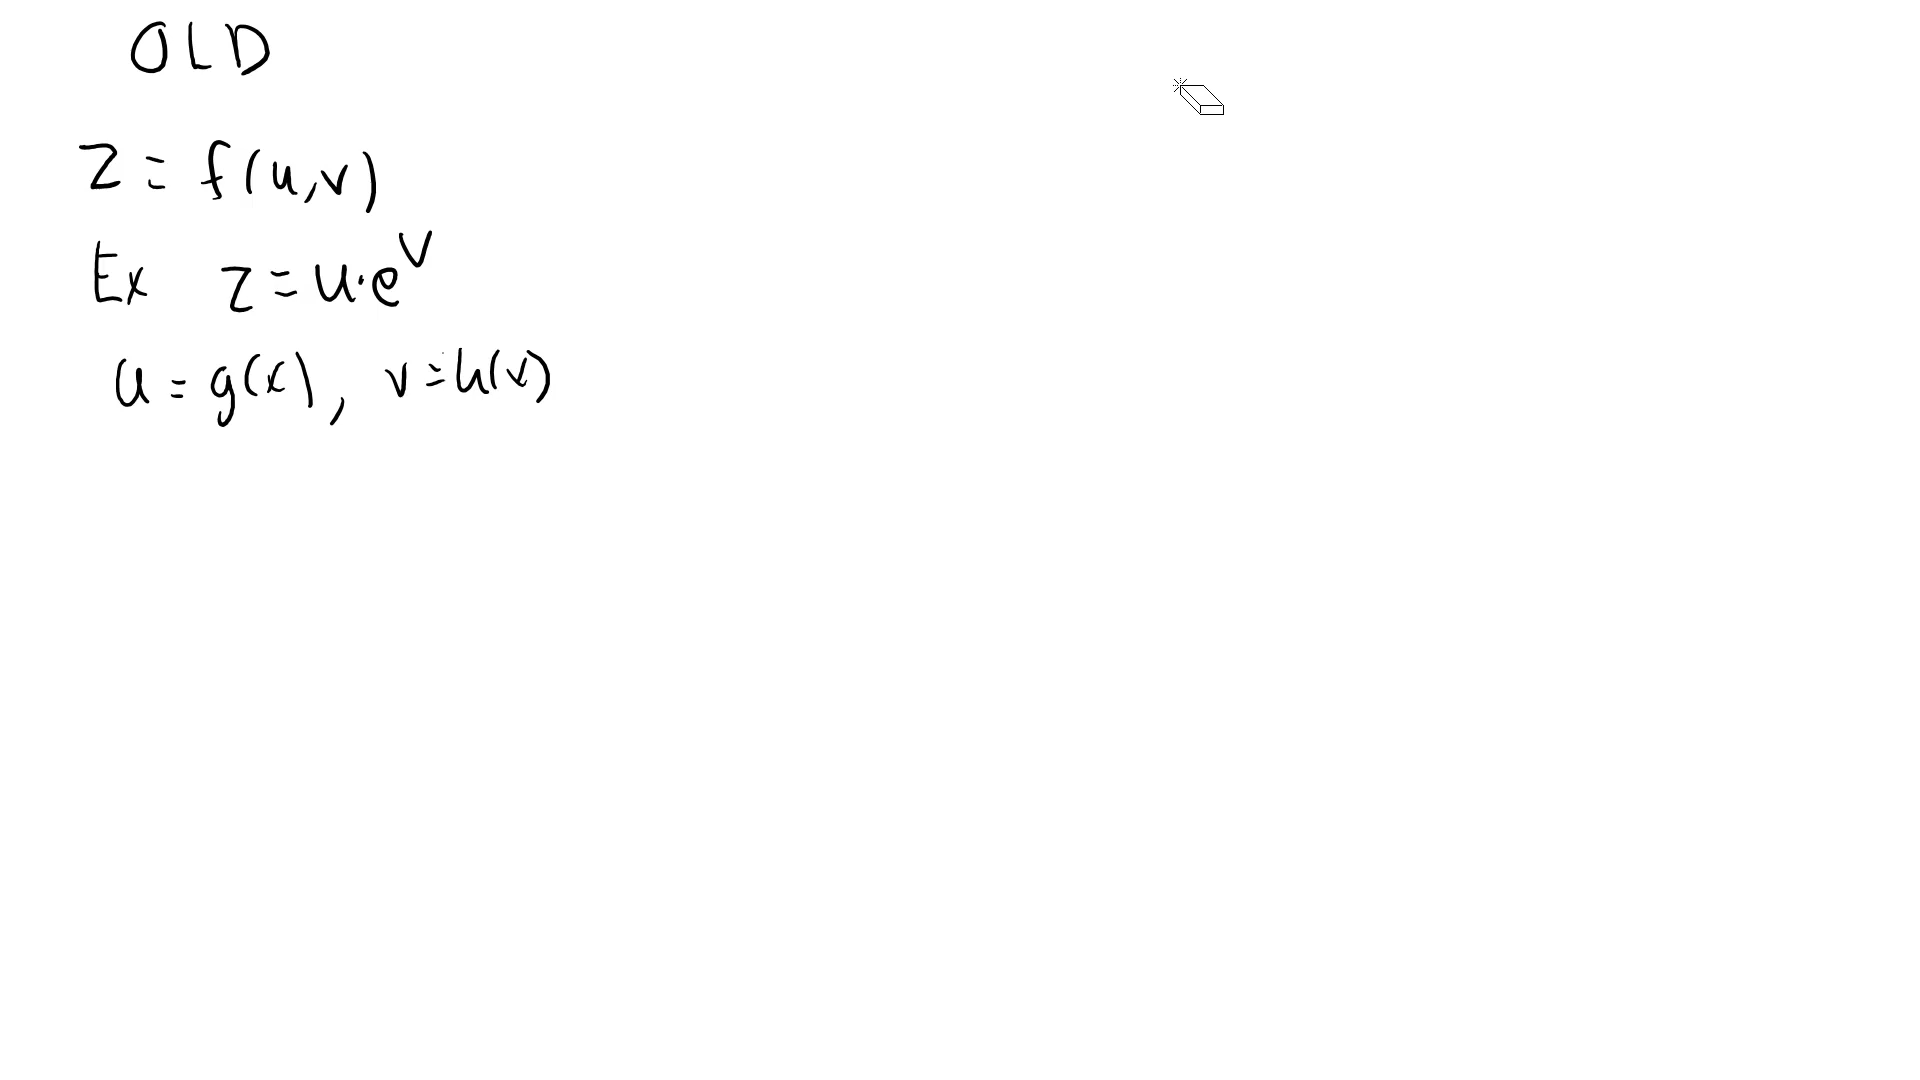 OLD
z = f(u,v)
Ex z = u·e^v
u = g(x), v = h(v)